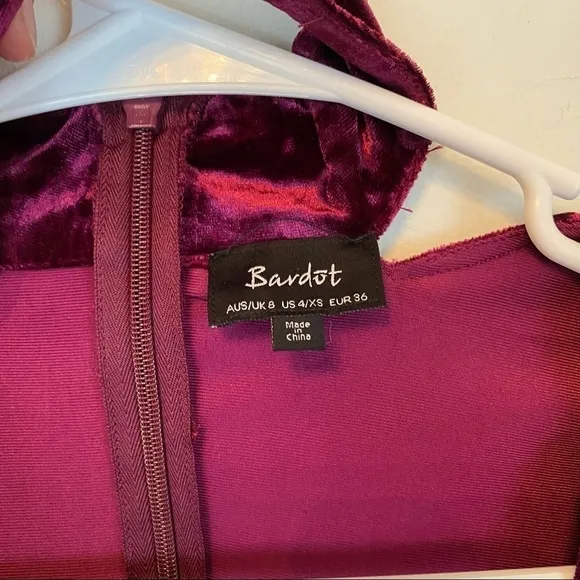 Bardot
AUS/UK 8 US 4/XS EUR 36
Made
in
China